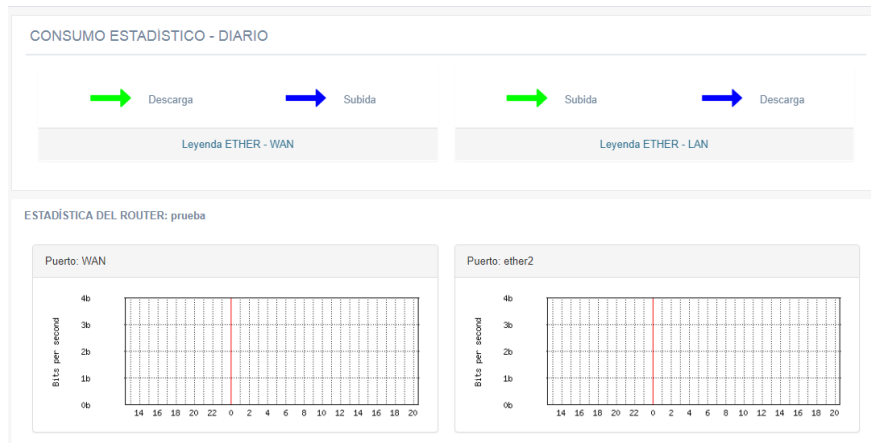 CONSUMO ESTADÍSTICO - DIARIO
Descarga
Subida
Leyenda ETHER - WAN
Subida
Descarga
Leyenda ETHER - LAN
ESTADÍSTICA DEL ROUTER: prueba
Puerto: WAN
Bits per second
4b
3b
2b
1b
0b
14 16 18 20 22 0 2 4 6 8 10 12 14 16 18 20
Puerto: ether2
Bits per second
4b
3b
2b
1b
0b
14 16 18 20 22 0 2 4 6 8 10 12 14 16 18 20